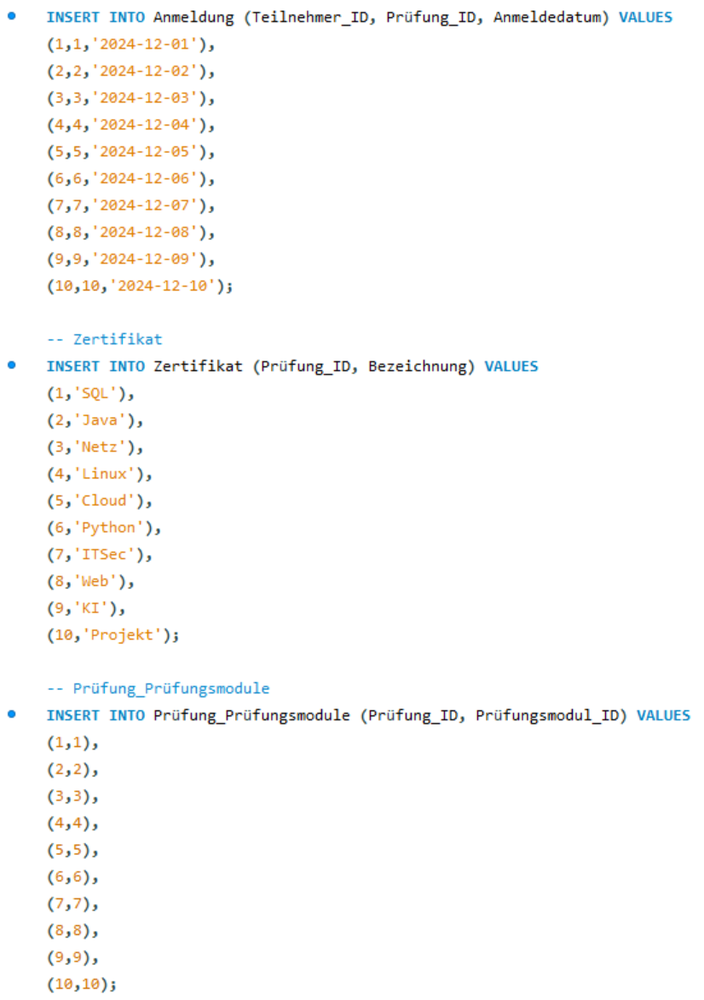 INSERT INTO Anmeldung (Teilnehmer_ID, Prüfung_ID, Anmeldedatum) VALUES
(1,1,'2024-12-01'),
(2,2,'2024-12-02'),
(3,3,'2024-12-03'),
(4,4,'2024-12-04'),
(5,5,'2024-12-05'),
(6,6,'2024-12-06'),
(7,7,'2024-12-07'),
(8,8,'2024-12-08'),
(9,9,'2024-12-09'),
(10,10,'2024-12-10');
-- Zertifikat
INSERT INTO Zertifikat (Prüfung_ID, Bezeichnung) VALUES
(1,'SQL'),
(2,'Java'),
(3,'Netz'),
(4,'Linux'),
(5,'Cloud'),
(6,'Python'),
(7,'ITSec'),
(8,'Web'),
(9,'KI'),
(10,'Projekt');
-- Prüfung_Prüfungsmodule
INSERT INTO Prüfung_Prüfungsmodule (Prüfung_ID, Prüfungsmodul_ID) VALUES
(1,1),
(2,2),
(3,3),
(4,4),
(5,5),
(6,6),
(7,7),
(8,8),
(9,9),
(10,10);